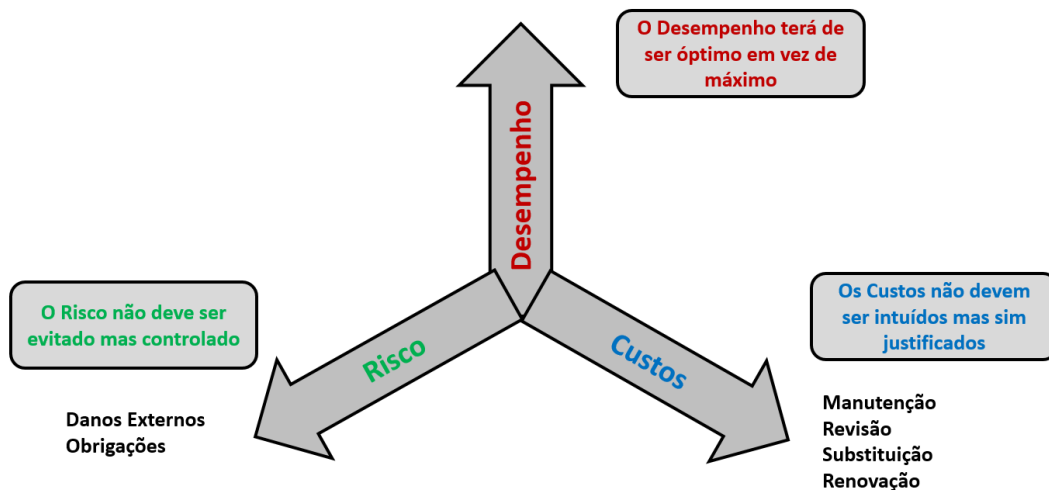 O Desempenho terá de
ser óptimo em vez de
máximo
Desempenho
O Risco não deve ser
evitado mas controlado
Risco
Danos Externos
Obrigações
Os Custos não devem
ser intuídos mas sim
justificados
Custos
Manutenção
Revisão
Substituição
Renovação